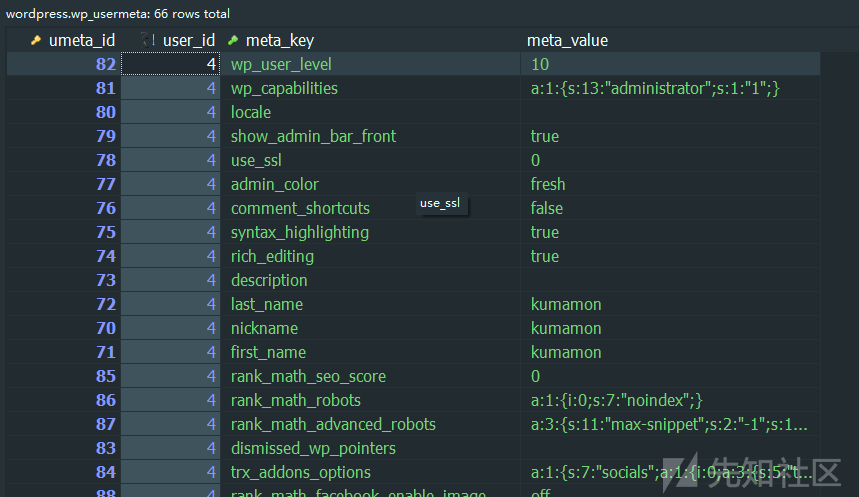 wordpress.wp_usermeta: 66 rows total
umeta_id user_id meta_key meta_value
82 4 wp_user_level 10
81 4 wp_capabilities a:1:{s:13:"administrator";s:1:"1";}
80 4 locale
79 4 show_admin_bar_front true
78 4 use_ssl 0
77 4 admin_color fresh
76 4 comment_shortcuts false
use_ssl
75 4 syntax_highlighting true
74 4 rich_editing true
73 4 description
72 4 last_name kumamon
70 4 nickname kumamon
71 4 first_name kumamon
85 4 rank_math_seo_score 0
86 4 rank_math_robots a:1:{i:0;s:7:"noindex";}
87 4 rank_math_advanced_robots a:3:{s:11:"max-snippet";s:2:"-1";s:1...
83 4 dismissed_wp_pointers
84 4 trx_addons_options a:1:{s:7:"socials";a:1:{i:0;a:3:{s:5:"t...
88 4 rank_math_facebook_enable_image off
先知社区